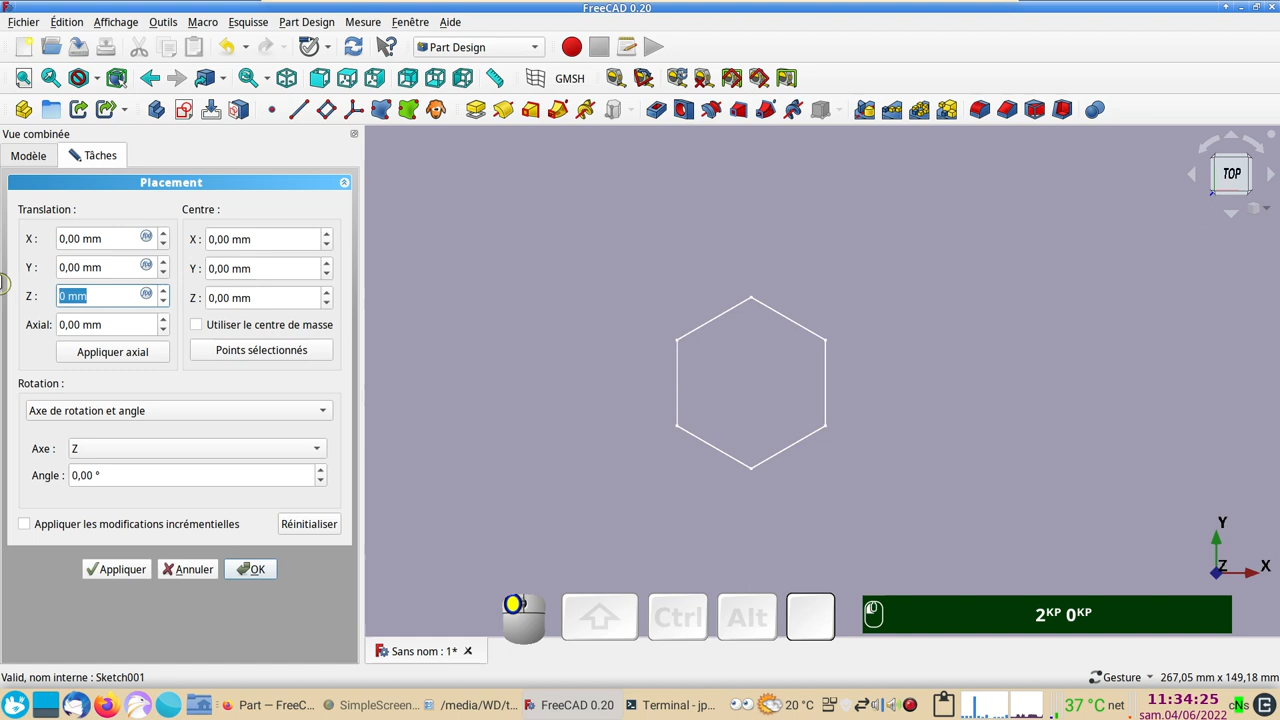 FreeCAD 0.20
Fichier Édition Affichage Outils Macro Esquisse Part Design Mesure Fenêtre Aide
Part Design
GMSH
Vue combinée
Modèle Tâches
Placement
Translation : Centre :
X : 0,00 mm X : 0,00 mm
Y : 0,00 mm Y : 0,00 mm
Z : 0 mm Z : 0,00 mm
Axial: 0,00 mm Utiliser le centre de masse
Appliquer axial Points sélectionnés
Rotation :
Axe de rotation et angle
Axe : Z
Angle : 0,00 °
Appliquer les modifications incrémentielles Réinitialiser
Appliquer Annuler OK
TOP
Y
Z X
Ctrl Alt
2ᴷᴾ 0ᴷᴾ
Sans nom : 1*
Valid, nom interne : Sketch001 Gesture 267,05 mm x 149,18 mm
Part — FreeC... SimpleScreen... /media/WD/t... FreeCAD 0.20 Terminal - jp... 20 °C 37 °C net 11:34:25
sam.04/06/2022